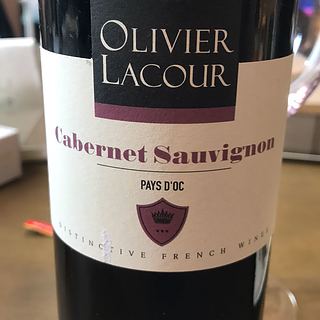 OLIVIER
LACOUR
Cabernet Sauvignon
PAYS D'OC
DISTINCTIVE FRENCH WINES